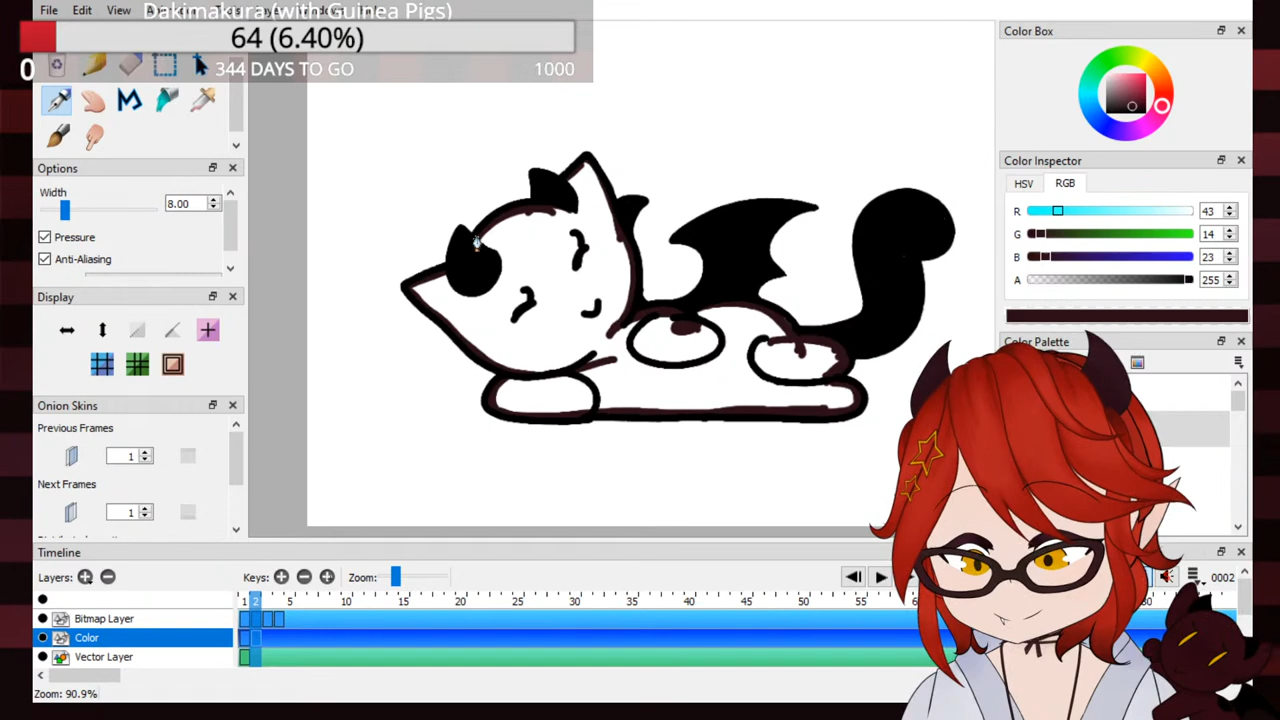 Dakimakura (with Guinea Pigs)
File Edit View
64 (6.40%)
0 344 DAYS TO GO 1000
Options
Width
8.00
Pressure
Anti-Aliasing
Display
Onion Skins
Previous Frames
1
Next Frames
1
Color Box
Color Inspector
HSV RGB
R 43
G 14
B 23
A 255
Color Palette
Timeline
Layers: Keys: Zoom: 0002
1 2 5 10 15 20 25 30 35 40 45 50 55 60 65
Bitmap Layer
Color
Vector Layer
Zoom: 90.9%